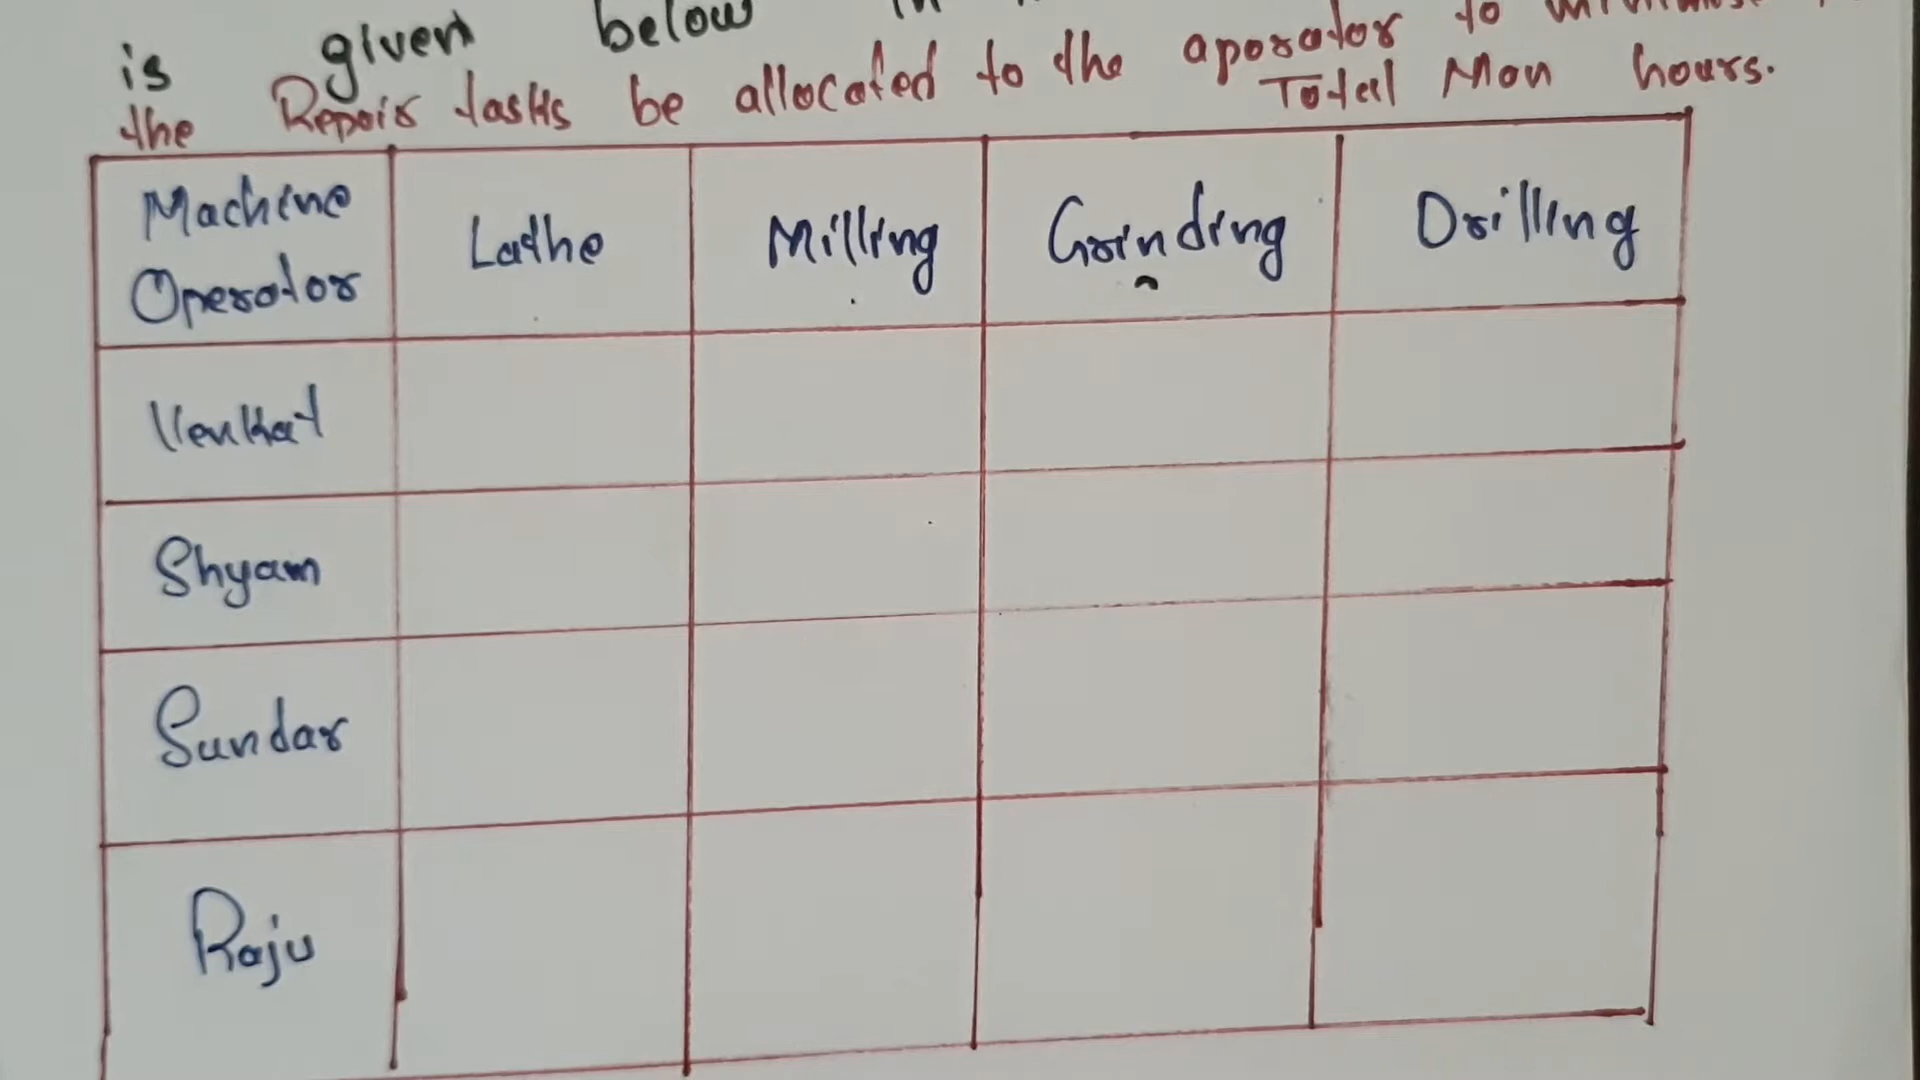 is given below
the Repair tasks be allocated to the aporator to
Total Man hours.
Machine Operator Lathe Milling Grinding Drilling
Venkat
Shyam
Sundar
Raju